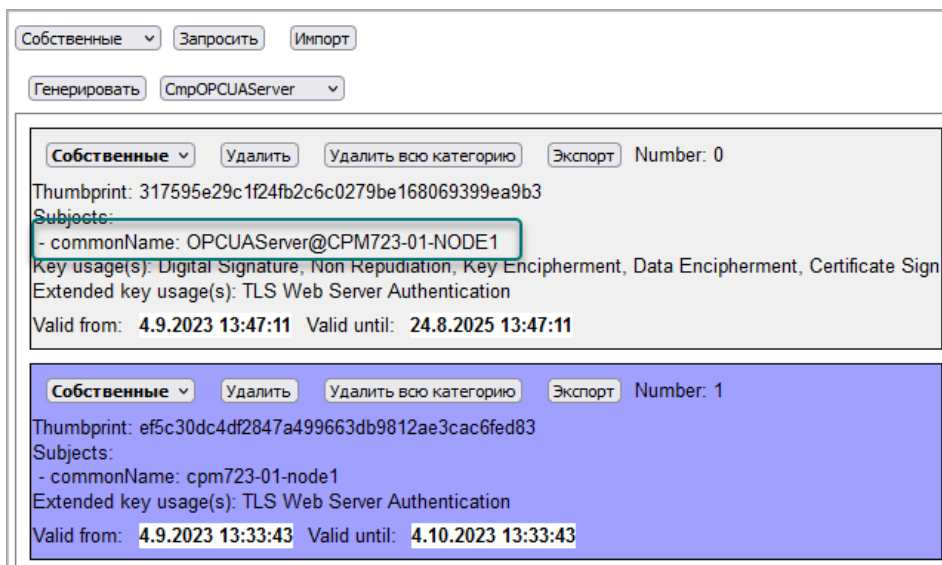 Собственные Запросить Импорт
Генерировать CmpOPCUAServer
Собственные Удалить Удалить всю категорию Экспорт Number: 0
Thumbprint: 317595e29c1f24fb2c6c0279be168069399ea9b3
Subjects:
- commonName: OPCUAServer@CPM723-01-NODE1
Key usage(s): Digital Signature, Non Repudiation, Key Encipherment, Data Encipherment, Certificate Sign
Extended key usage(s): TLS Web Server Authentication
Valid from: 4.9.2023 13:47:11 Valid until: 24.8.2025 13:47:11
Собственные Удалить Удалить всю категорию Экспорт Number: 1
Thumbprint: ef5c30dc4df2847a499663db9812ae3cac6fed83
Subjects:
- commonName: cpm723-01-node1
Extended key usage(s): TLS Web Server Authentication
Valid from: 4.9.2023 13:33:43 Valid until: 4.10.2023 13:33:43